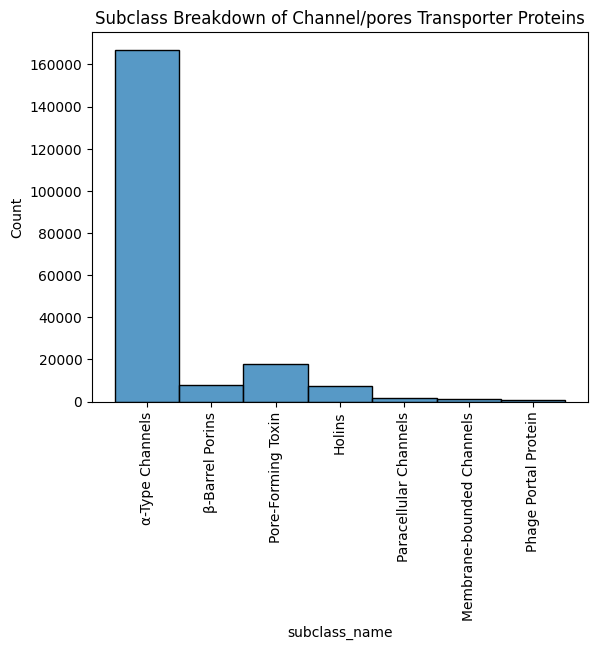 Subclass Breakdown of Channel/pores Transporter Proteins
160000
140000
120000
100000
80000
60000
40000
20000
0
Count
α-Type Channels
β-Barrel Porins
Pore-Forming Toxin
Holins
Paracellular Channels
Membrane-bounded Channels
Phage Portal Protein
subclass_name